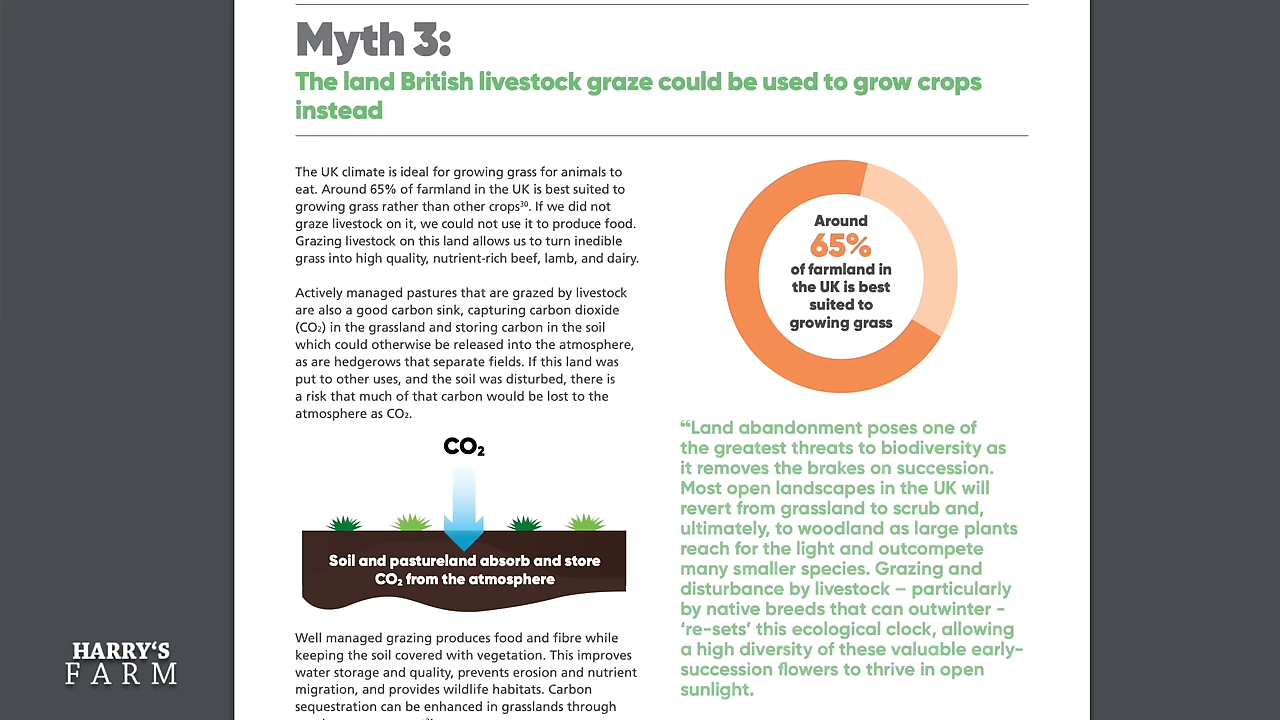 Myth 3:
The land British livestock graze could be used to grow crops
instead
The UK climate is ideal for growing grass for animals to
eat. Around 65% of farmland in the UK is best suited to
growing grass rather than other crops³⁰. If we did not
graze livestock on it, we could not use it to produce food.
Grazing livestock on this land allows us to turn inedible
grass into high quality, nutrient-rich beef, lamb, and dairy.
Actively managed pastures that are grazed by livestock
are also a good carbon sink, capturing carbon dioxide
(CO₂) in the grassland and storing carbon in the soil
which could otherwise be released into the atmosphere,
as are hedgerows that separate fields. If this land was
put to other uses, and the soil was disturbed, there is
a risk that much of that carbon would be lost to the
atmosphere as CO₂.
CO₂
Soil and pastureland absorb and store
CO₂ from the atmosphere
Well managed grazing produces food and fibre while
keeping the soil covered with vegetation. This improves
water storage and quality, prevents erosion and nutrient
migration, and provides wildlife habitats. Carbon
sequestration can be enhanced in grasslands through
Around
65%
of farmland in
the UK is best
suited to
growing grass
“Land abandonment poses one of
the greatest threats to biodiversity as
it removes the brakes on succession.
Most open landscapes in the UK will
revert from grassland to scrub and,
ultimately, to woodland as large plants
reach for the light and outcompete
many smaller species. Grazing and
disturbance by livestock – particularly
by native breeds that can outwinter -
‘re-sets’ this ecological clock, allowing
a high diversity of these valuable early-
succession flowers to thrive in open
sunlight.
HARRY‘S
FARM